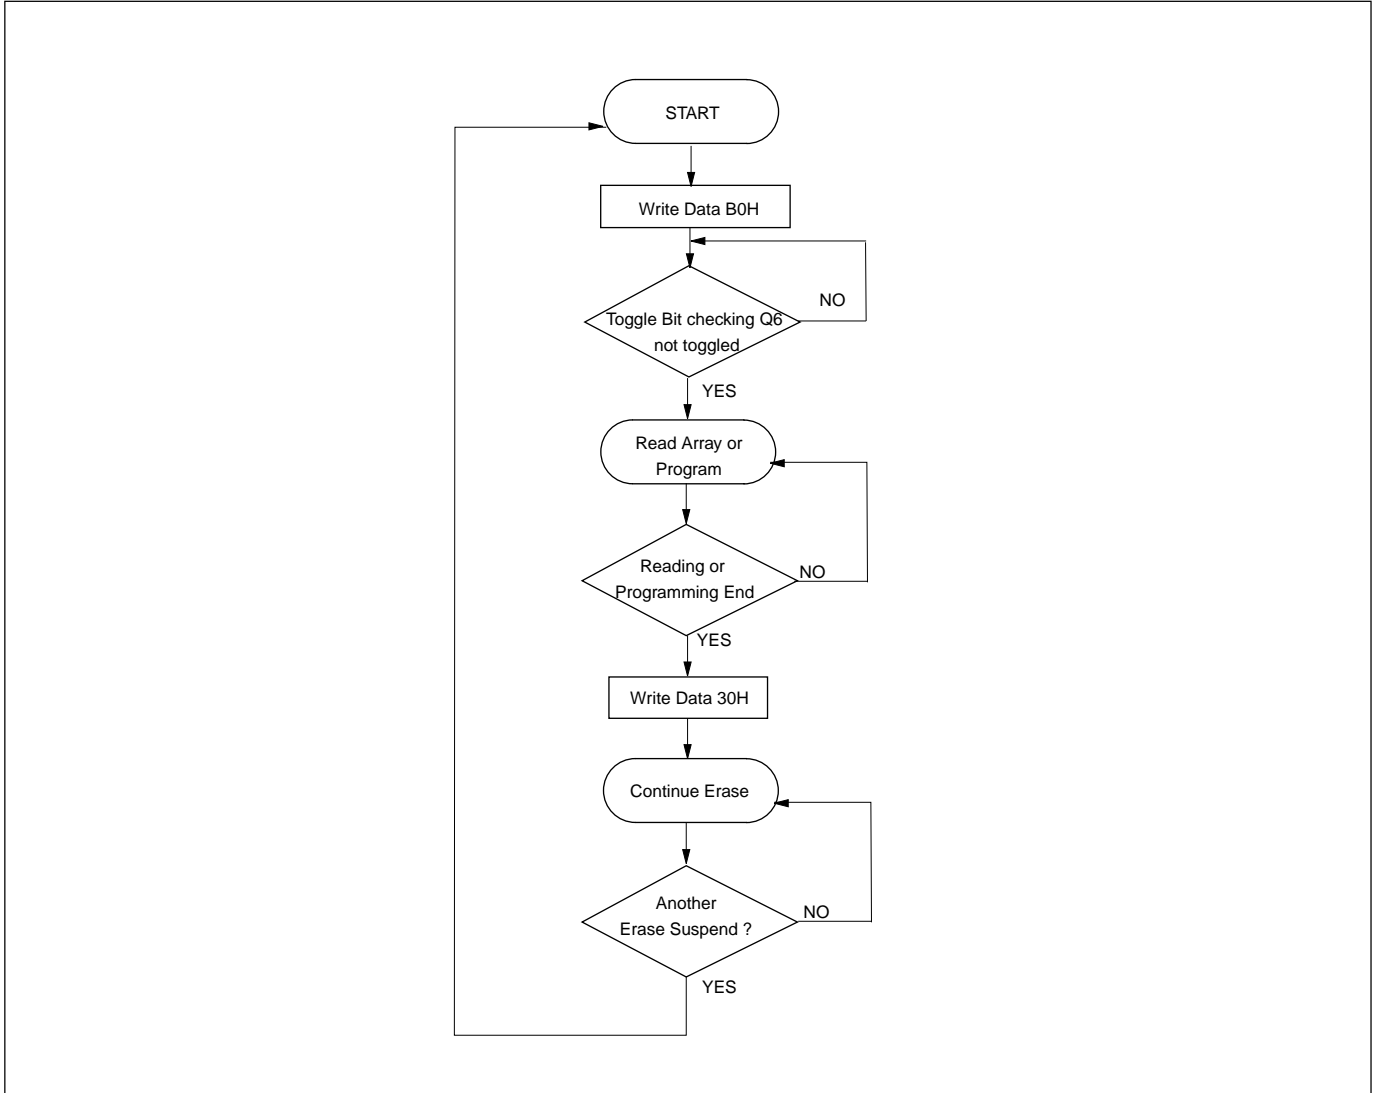 START
Write Data B0H
NO
Toggle Bit checking Q6
not toggled
YES
Read Array or
Program
Reading or
NO
Programming End
YES
Write Data 30H
Continue Erase
Another
NO
Erase Suspend ?
YES